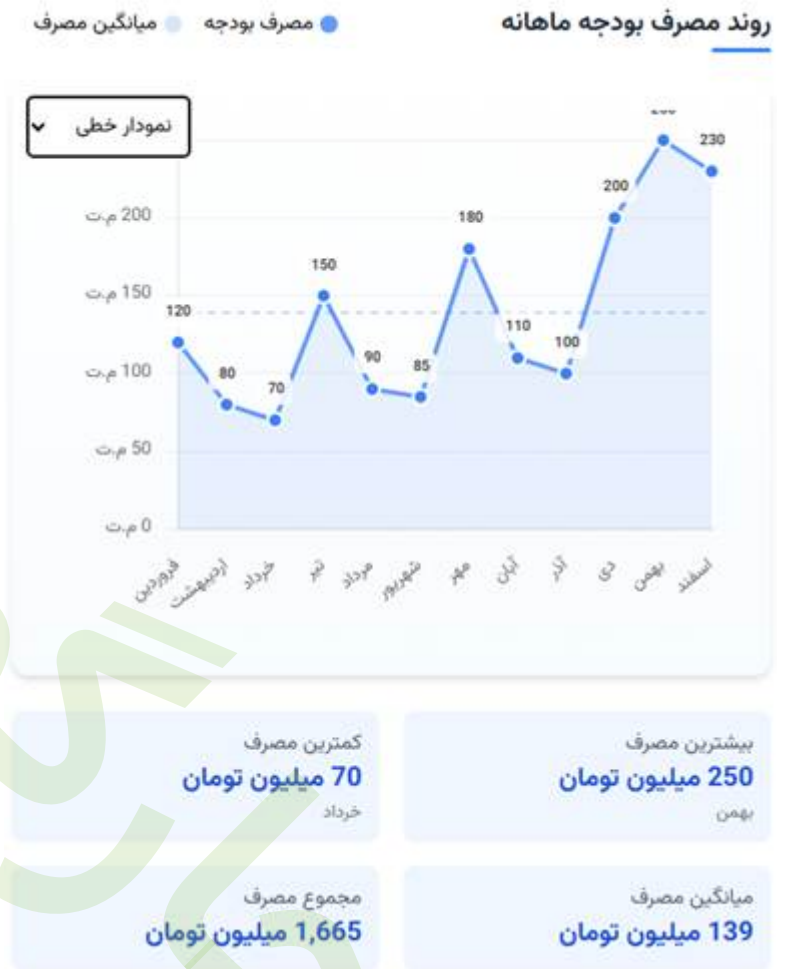 روند مصرف بودجه ماهانه
مصرف بودجه
میانگین مصرف
نمودار خطی
200 م.ت
150 م.ت
100 م.ت
50 م.ت
0 م.ت
120
80
70
150
90
85
180
110
100
200
230
فروردین
اردیبهشت
خرداد
تیر
مرداد
شهریور
مهر
آبان
آذر
دی
بهمن
اسفند
بیشترین مصرف
250 میلیون تومان
بهمن
کمترین مصرف
70 میلیون تومان
خرداد
میانگین مصرف
139 میلیون تومان
مجموع مصرف
1,665 میلیون تومان